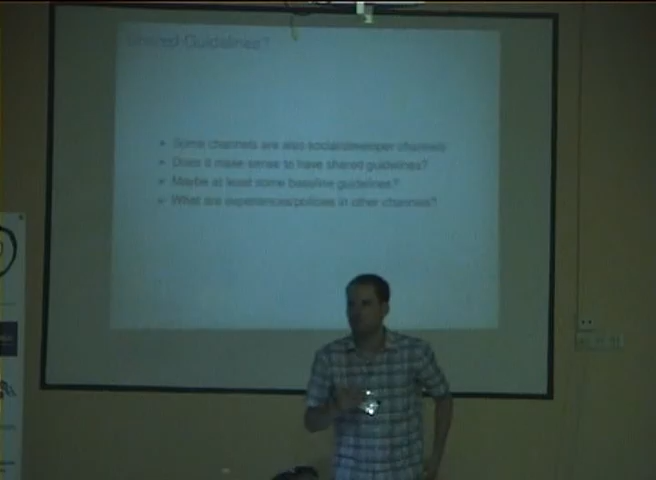 Shared Guidelines?
Some channels are also social/developer channels
Does it make sense to have shared guidelines?
Maybe at least some baseline guidelines?
What are experiences/policies in other channels?